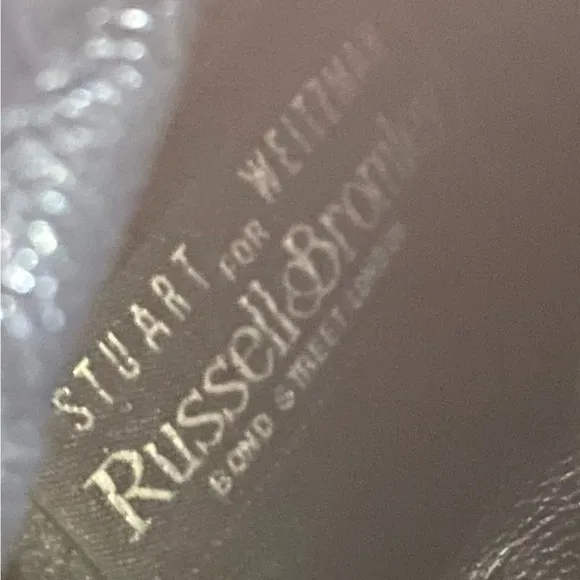 STUART WEITZMAN
FOR
Russell&Bromley
BOND STREET LONDON